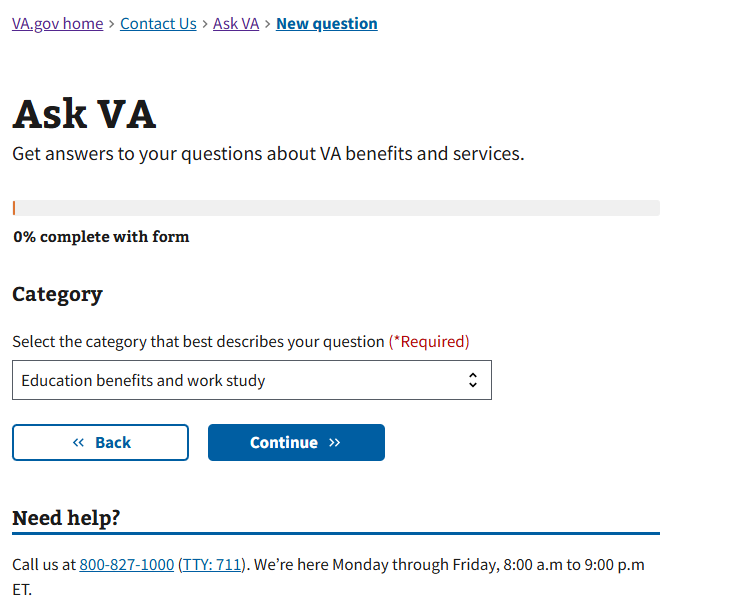 VA.gov home > Contact Us > Ask VA > New question
Ask VA
Get answers to your questions about VA benefits and services.
0% complete with form
Category
Select the category that best describes your question (*Required)
Education benefits and work study
« Back
Continue »
Need help?
Call us at 800-827-1000 (TTY: 711). We’re here Monday through Friday, 8:00 a.m to 9:00 p.m
ET.